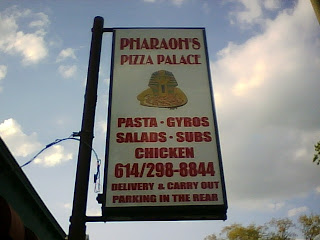 PHARAOH'S
PIZZA PALACE
PASTA - GYROS
SALADS - SUBS
CHICKEN
614/298-8844
DELIVERY & CARRY OUT
PARKING IN THE REAR